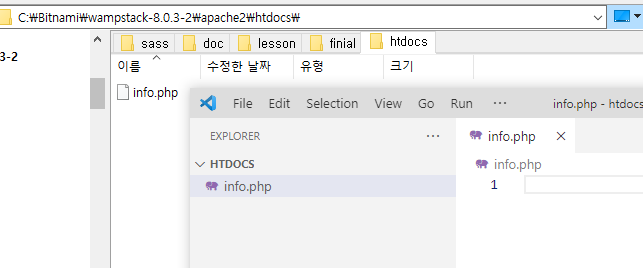 C:₩Bitnami₩wampstack-8.0.3-2₩apache2₩htdocs₩
3-2
sass doc lesson finial htdocs
이름 수정한 날짜 유형 크기
info.php
File Edit Selection View Go Run ··· info.php - htdocs
EXPLORER ···
info.php ×
HTDOCS
info.php
info.php
1